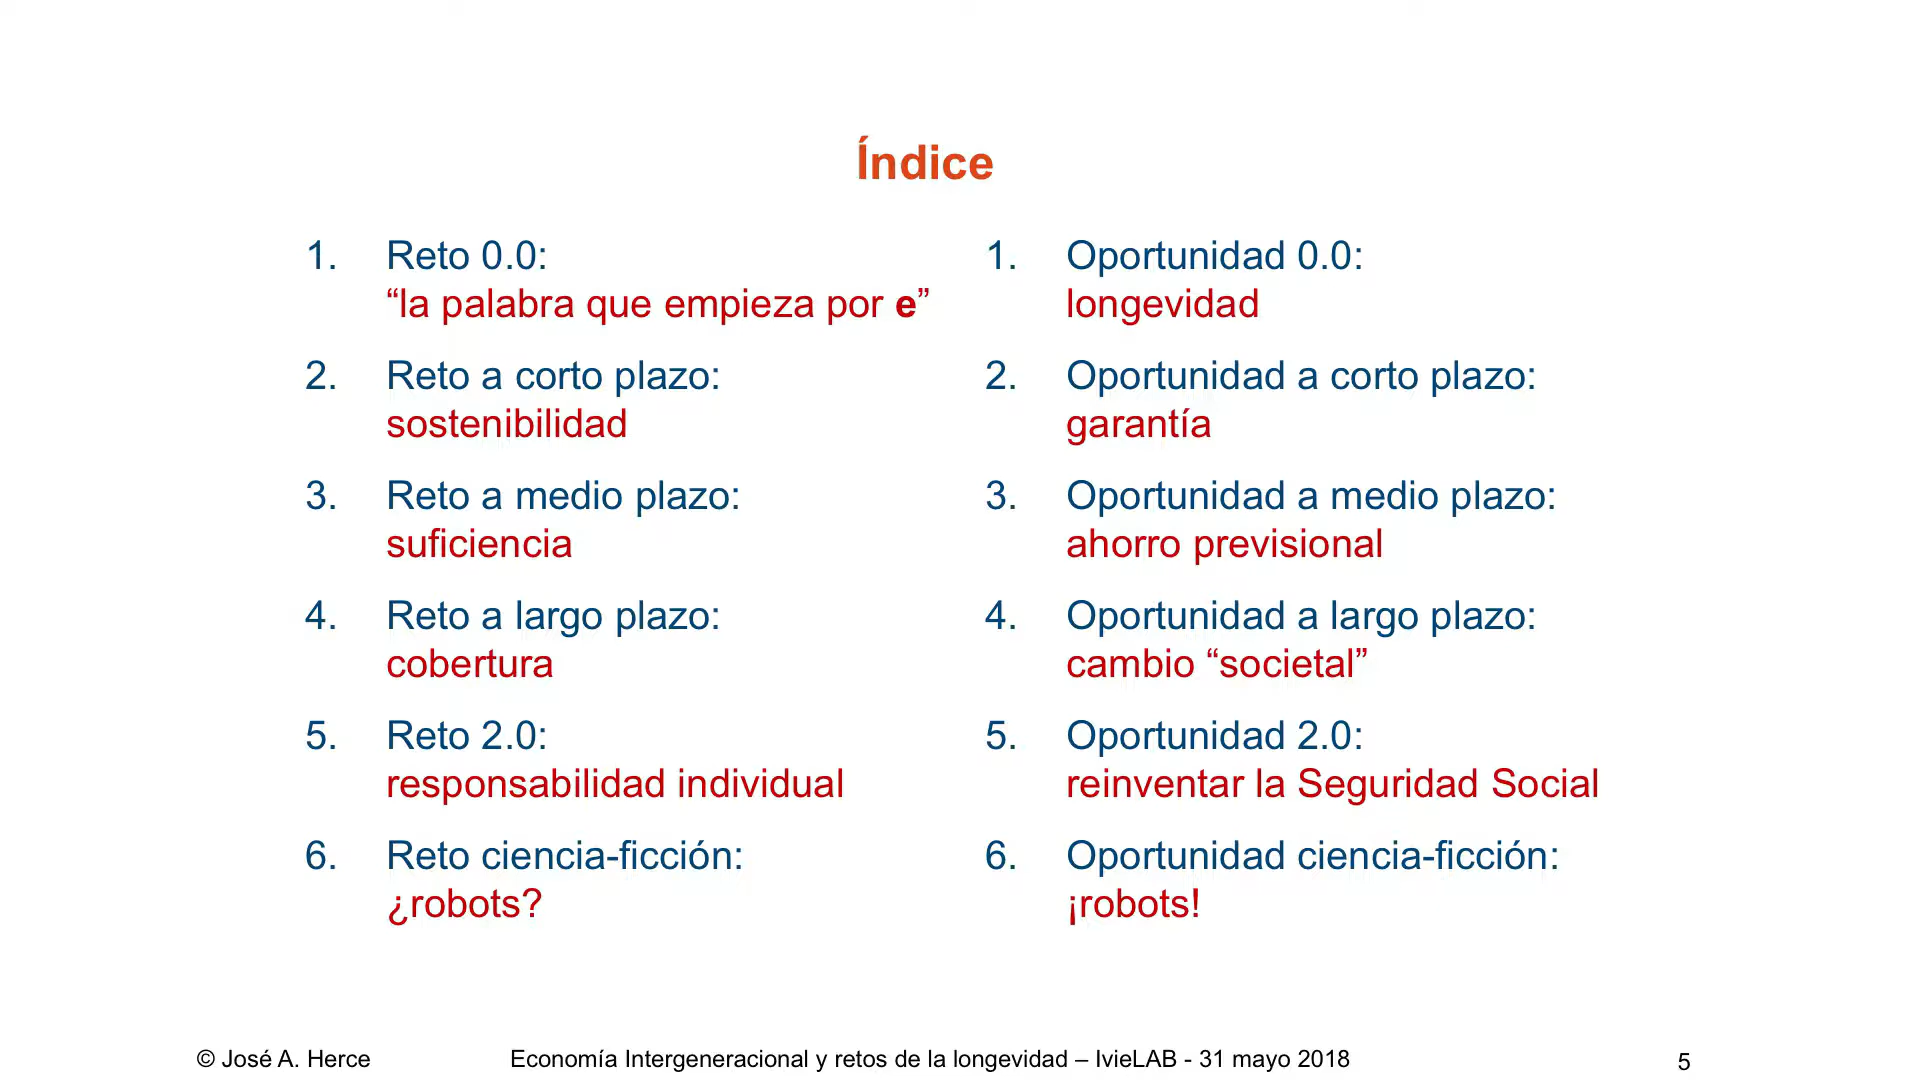 Índice
1. Reto 0.0:
“la palabra que empieza por e”
2. Reto a corto plazo:
sostenibilidad
3. Reto a medio plazo:
suficiencia
4. Reto a largo plazo:
cobertura
5. Reto 2.0:
responsabilidad individual
6. Reto ciencia-ficción:
¿robots?
1. Oportunidad 0.0:
longevidad
2. Oportunidad a corto plazo:
garantía
3. Oportunidad a medio plazo:
ahorro previsional
4. Oportunidad a largo plazo:
cambio “societal”
5. Oportunidad 2.0:
reinventar la Seguridad Social
6. Oportunidad ciencia-ficción:
¡robots!
© José A. Herce
Economía Intergeneracional y retos de la longevidad – IvieLAB - 31 mayo 2018
5